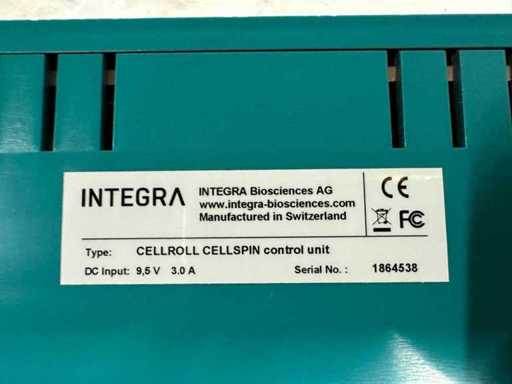 INTEGRA
INTEGRA Biosciences AG
www.integra-biosciences.com
Manufactured in Switzerland
CE
FC
Type: CELLROLL CELLSPIN control unit
DC Input: 9,5 V 3.0 A Serial No. : 1864538